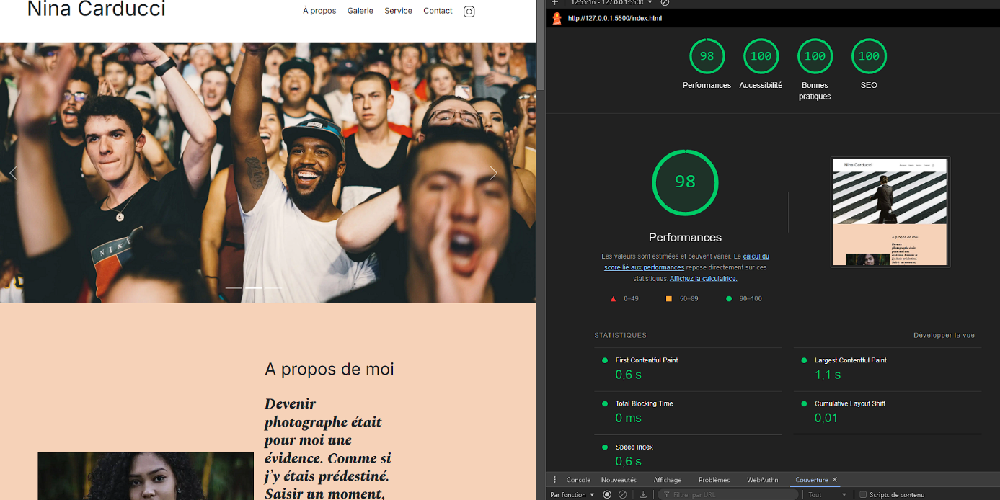 Nina Carducci
À propos Galerie Service Contact
NIKE
A propos de moi
Devenir
photographe était
pour moi une
évidence. Comme si
j’y étais prédestiné.
Saisir un moment,
12:55:16 - 127.0.0.1:5500
http://127.0.0.1:5500/index.html
98 100 100 100
Performances Accessibilité Bonnes pratiques SEO
98
Performances
Les valeurs sont estimées et peuvent varier. Le calcul du
score lié aux performances repose directement sur ces
statistiques. Affichez la calculatrice.
0–49 50–89 90–100
Nina Carducci
A propos de moi
Devenir
photographe était
pour moi une
évidence. Comme si
j’y étais prédestiné.
Saisir un moment,
STATISTIQUES Développer la vue
First Contentful Paint
0,6 s
Largest Contentful Paint
1,1 s
Total Blocking Time
0 ms
Cumulative Layout Shift
0,01
Speed Index
0,6 s
Console Nouveautés Affichage Problèmes WebAuthn Couverture
Par fonction Filtrer par URL Tout Scripts de contenu